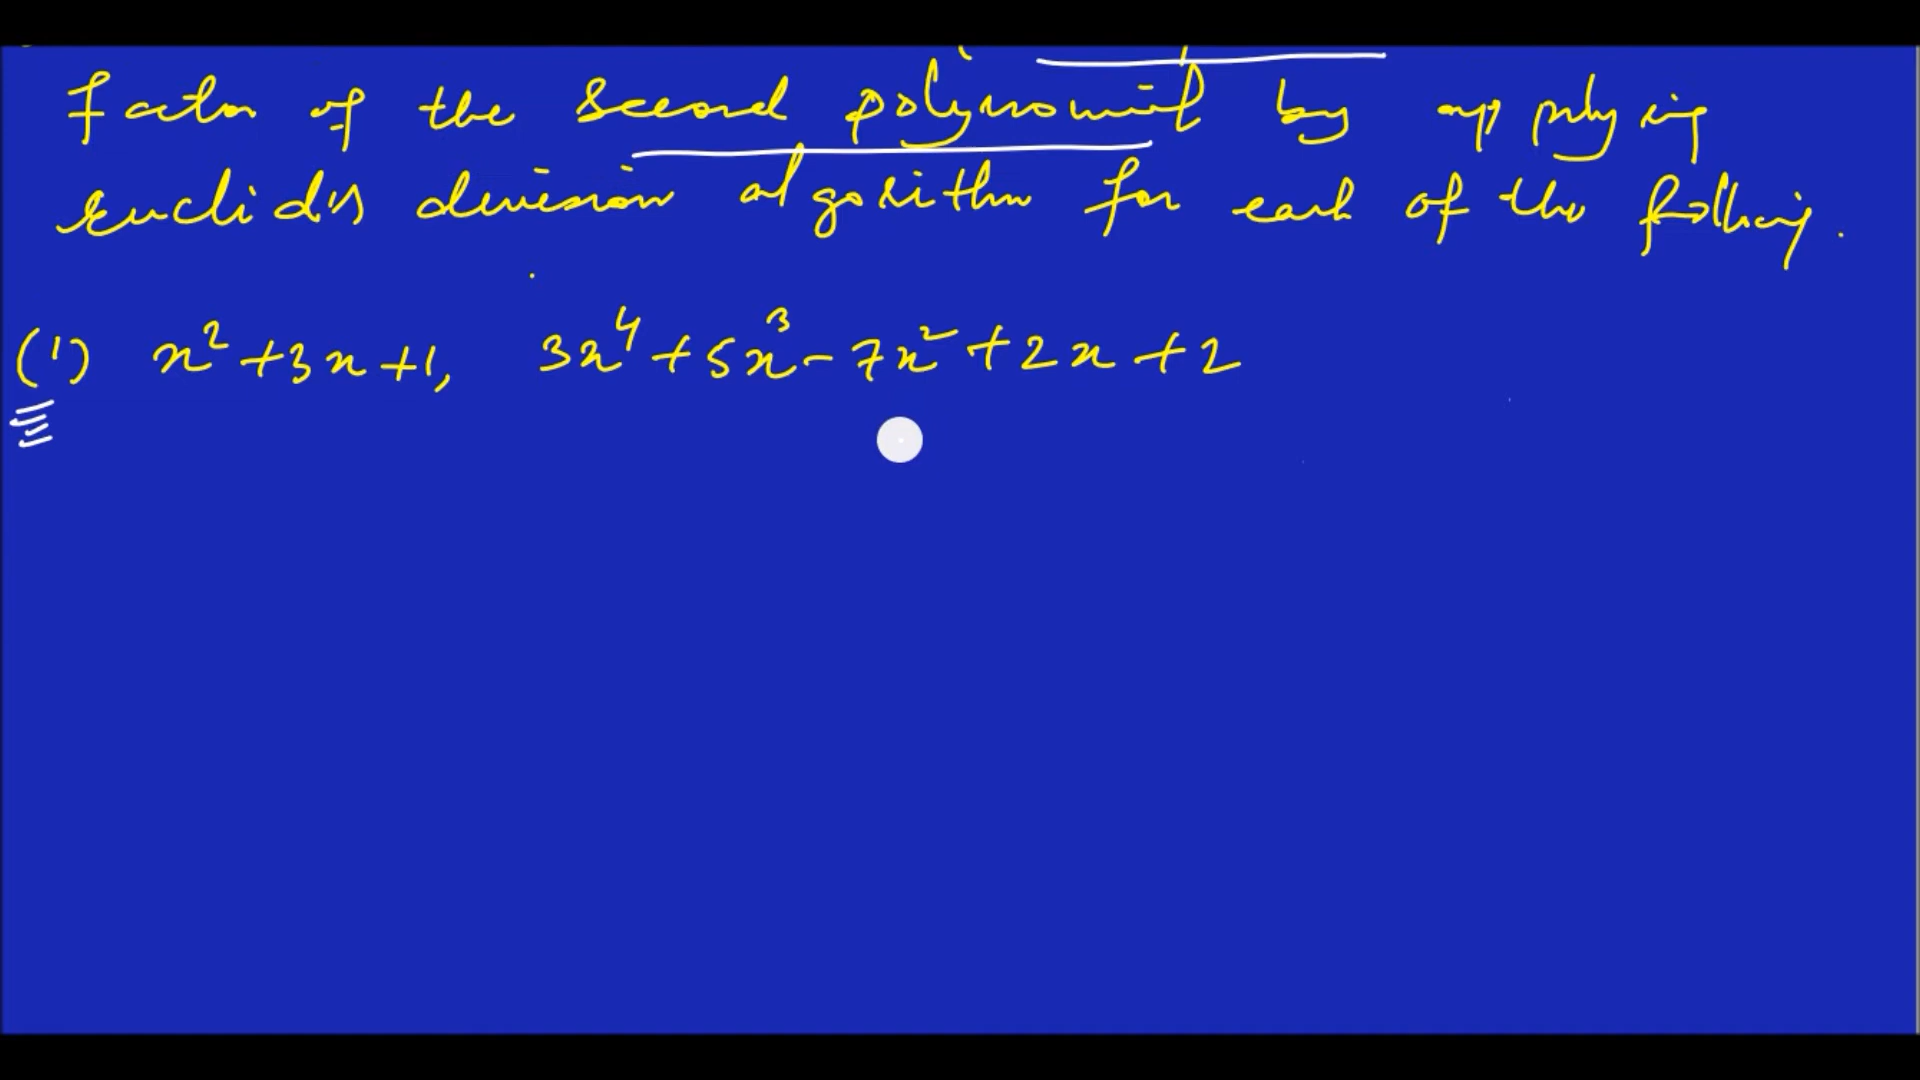 factor of the second polynomial by applying
euclid's division algorithm for each of the following.
(1) x² + 3x + 1, 3x⁴ + 5x³ - 7x² + 2x + 2